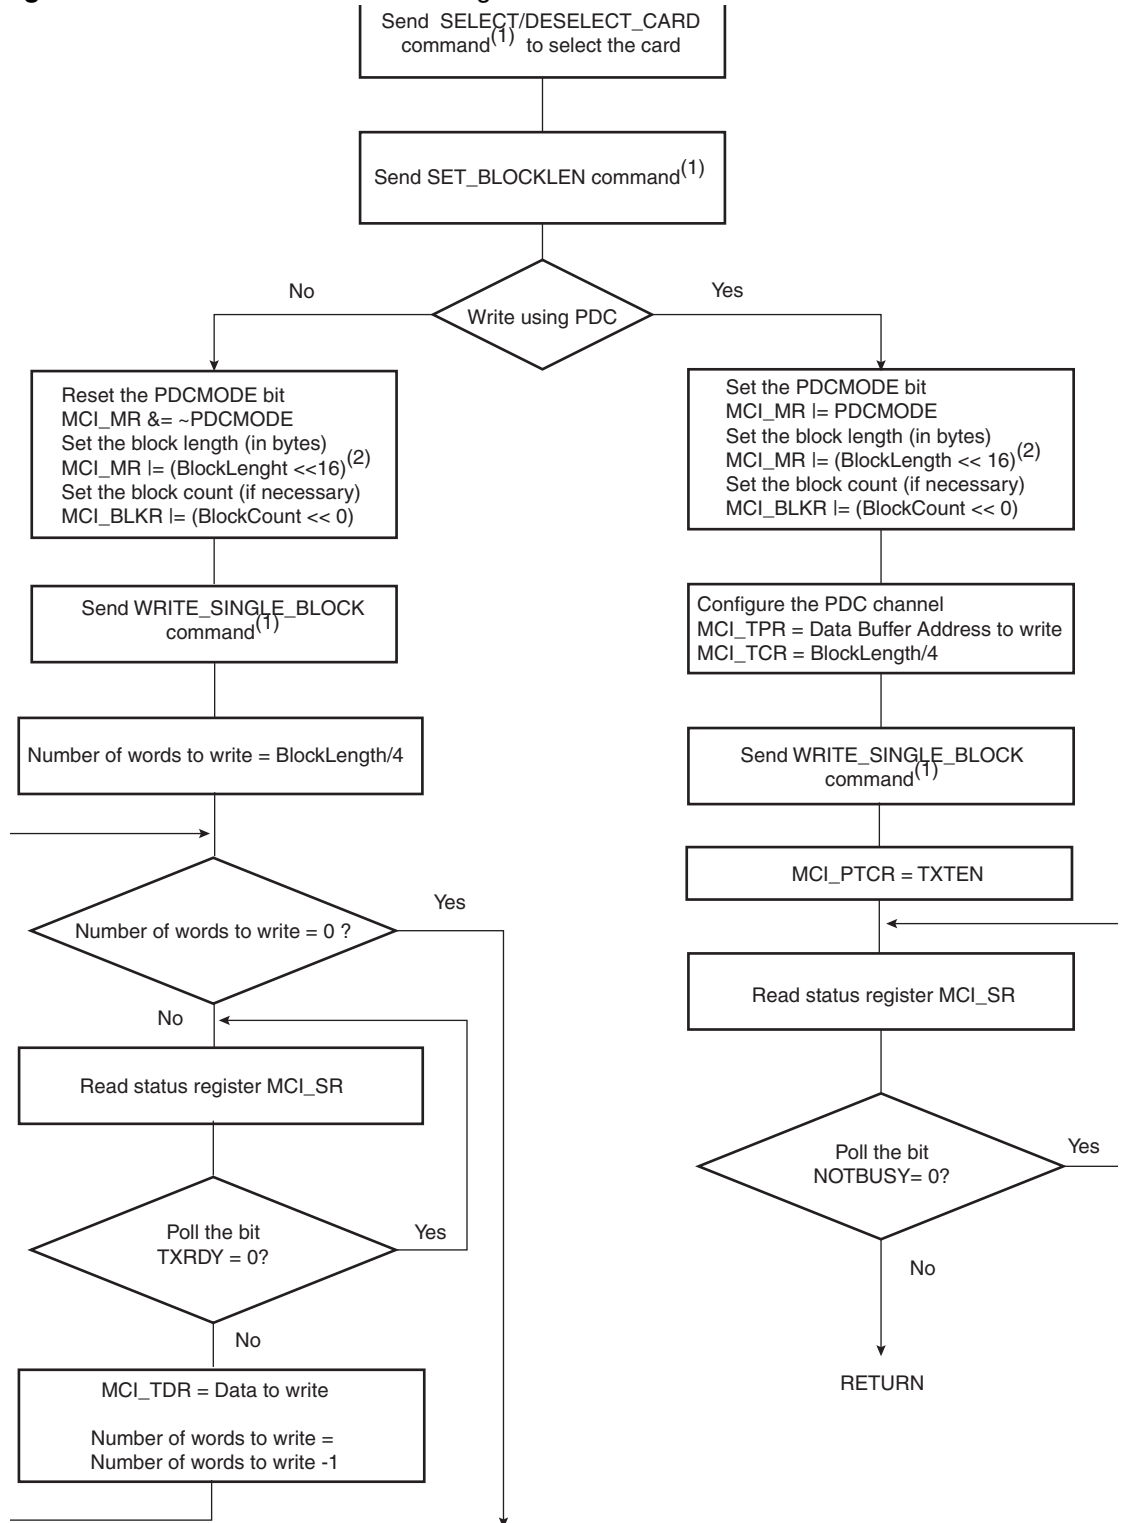 Send SELECT/DESELECT_CARD
command(1) to select the card
Send SET_BLOCKLEN command(1)
No
Yes
Write using PDC
Reset the PDCMODE bit
MCI_MR &= ~PDCMODE
Set the block length (in bytes)
MCI_MR |= (BlockLenght <<16)(2)
Set the block count (if necessary)
MCI_BLKR |= (BlockCount << 0)
Set the PDCMODE bit
MCI_MR |= PDCMODE
Set the block length (in bytes)
MCI_MR |= (BlockLength << 16)(2)
Set the block count (if necessary)
MCI_BLKR |= (BlockCount << 0)
Send WRITE_SINGLE_BLOCK
command(1)
Configure the PDC channel
MCI_TPR = Data Buffer Address to write
MCI_TCR = BlockLength/4
Number of words to write = BlockLength/4
Send WRITE_SINGLE_BLOCK
command(1)
MCI_PTCR = TXTEN
Number of words to write = 0 ?
Yes
No
Read status register MCI_SR
Read status register MCI_SR
Poll the bit
TXRDY = 0?
Yes
Poll the bit
NOTBUSY= 0?
Yes
No
No
MCI_TDR = Data to write
Number of words to write =
Number of words to write -1
RETURN